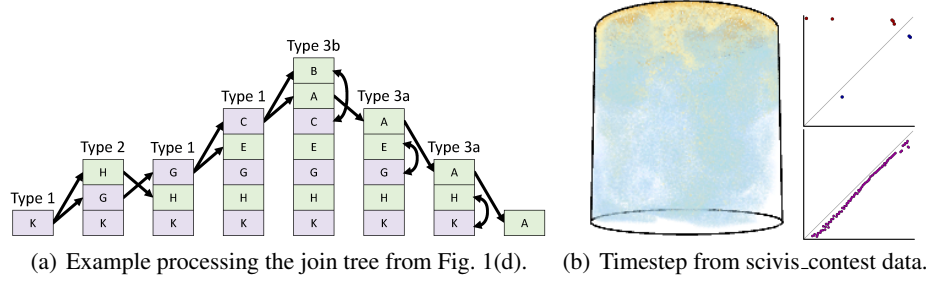 Type 1
K
Type 2
H
G
K
Type 1
G
H
K
Type 1
C
E
G
H
K
Type 3b
B
A
C
E
G
H
K
Type 3a
A
E
G
H
K
Type 3a
A
H
K
A
(a) Example processing the join tree from Fig. 1(d).
(b) Timestep from scivis_contest data.